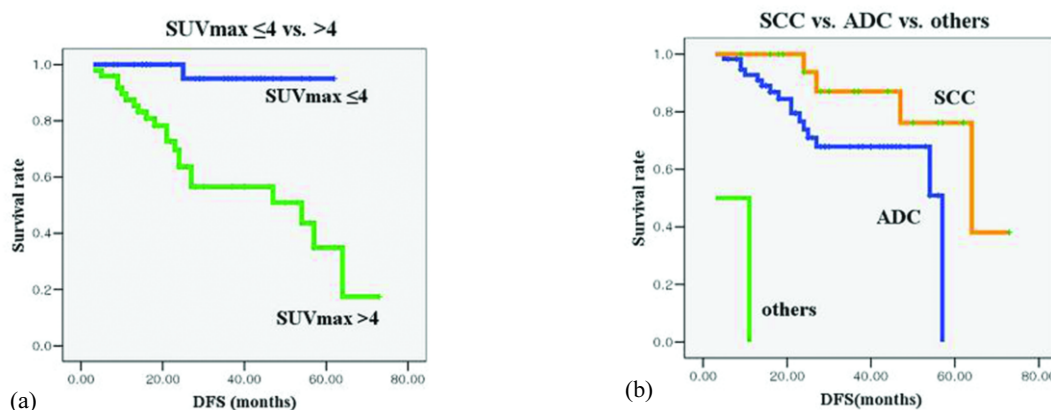 SUVmax ≤4 vs. >4
1.0
0.8
0.6
0.4
0.2
0.0
Survival rate
SUVmax ≤4
SUVmax >4
0.00 20.00 40.00 60.00 80.00
DFS (months)
(a)
SCC vs. ADC vs. others
1.0
0.8
0.6
0.4
0.2
0.0
Survival rate
SCC
ADC
others
0.00 20.00 40.00 60.00 80.00
DFS(months)
(b)